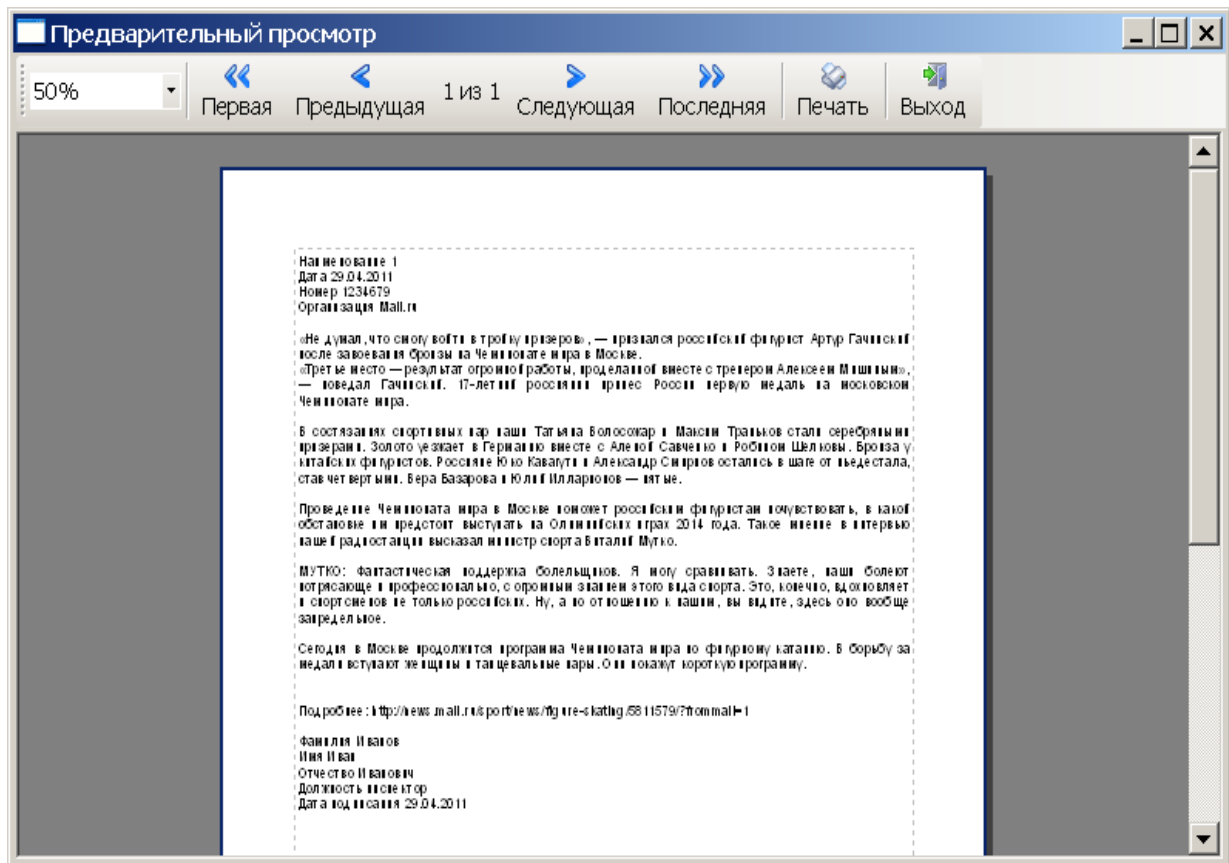 Предварительный просмотр
50%
Первая
Предыдущая
1 из 1
Следующая
Последняя
Печать
Выход
Наименование 1
Дата 29.04.2011
Номер 1234679
Организация Mail.ru
«Не думал, что смогу войти в тройку призеров», — признался российский фигурист Артур Гачинский
после завоевания бронзы на Чемпионате мира в Москве.
«Третье место — результат огромной работы, проделанной вместе с тренером Алексеем Мишиным»,
— поведал Гачинский. 17-летний россиянин принес России первую медаль на московском
Чемпионате мира.
В состязаниях спортивных пар наши Татьяна Волосожар и Максим Траньков стали серебряными
призерами. Золото уезжает в Германию вместе с Аленой Савченко и Робином Шелковы. Бронза у
китайских фигуристов. Россияне Юко Кавагути и Александр Смирнов остались в шаге от пьедестала,
став четвертыми. Вера Базарова и Юлий Илларионов — пятые.
Проведение Чемпионата мира в Москве поможет российским фигуристам почувствовать, в какой
обстановке им предстоит выступать на Олимпийских играх 2014 года. Такое мнение в интервью
нашей радиостанции высказал министр спорта Виталий Мутко.
МУТКО: Фантастическая поддержка болельщиков. Я могу сравнивать. Знаете, наши болеют
потрясающе и профессионально, с огромным знанием этого вида спорта. Это, конечно, вдохновляет
и спортсменов не только российских. Ну, а по отношению к нашим, вы видите, здесь оно вообще
запредельное.
Сегодня в Москве продолжится программа Чемпионата мира по фигурному катанию. В борьбу за
медали вступают женщины и танцевальные пары. Они покажут короткую программу.
Подробнее: http://news.mail.ru/sport/news/figure-skating/5811579/?frommail=1
Фамилия Иванов
Имя Иван
Отчество Иванович
Должность инспектор
Дата подписания 29.04.2011